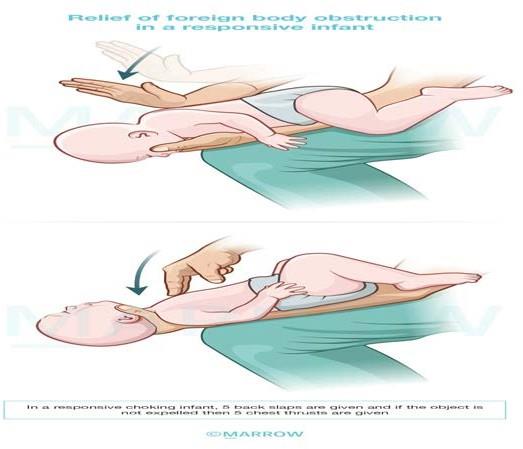 Relief of foreign body obstruction
in a responsive infant
In a responsive choking infant, 5 back slaps are given and if the object is
not expelled then 5 chest thrusts are given
©MARROW